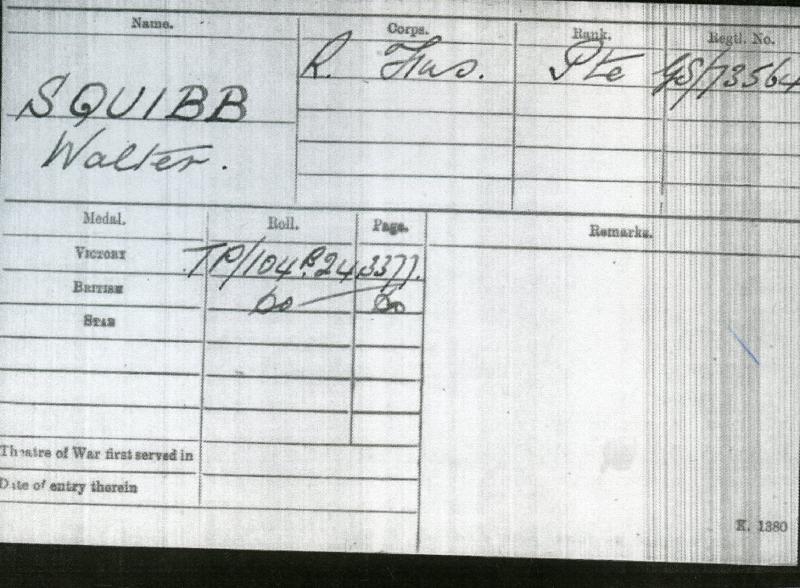 Name. Corps. Rank. Regtl. No.
SQUIBB R. Fus. Pte GS/73564
Walter.
Medal. Roll. Page. Remarks.
VICTORY TP/104B24 3377.
BRITISH Do Do
STAR
Theatre of War first served in
Date of entry therein
K. 1380